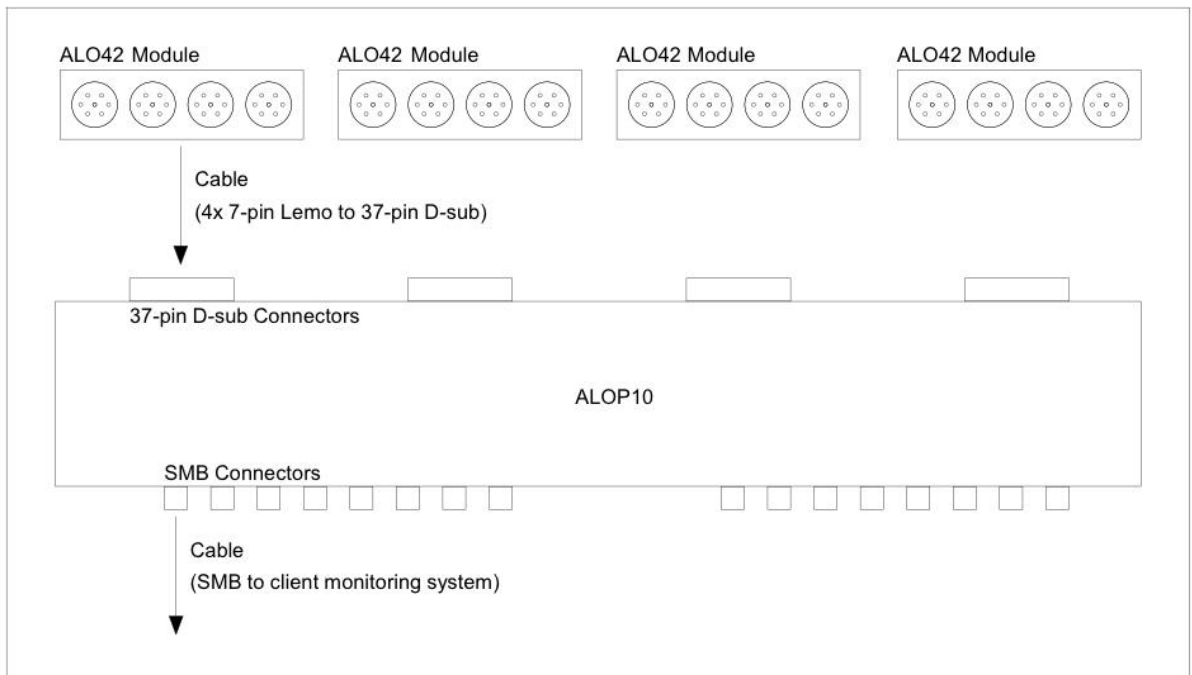 ALO42 Module
ALO42 Module
ALO42 Module
ALO42 Module
Cable
(4x 7-pin Lemo to 37-pin D-sub)
37-pin D-sub Connectors
ALOP10
SMB Connectors
Cable
(SMB to client monitoring system)